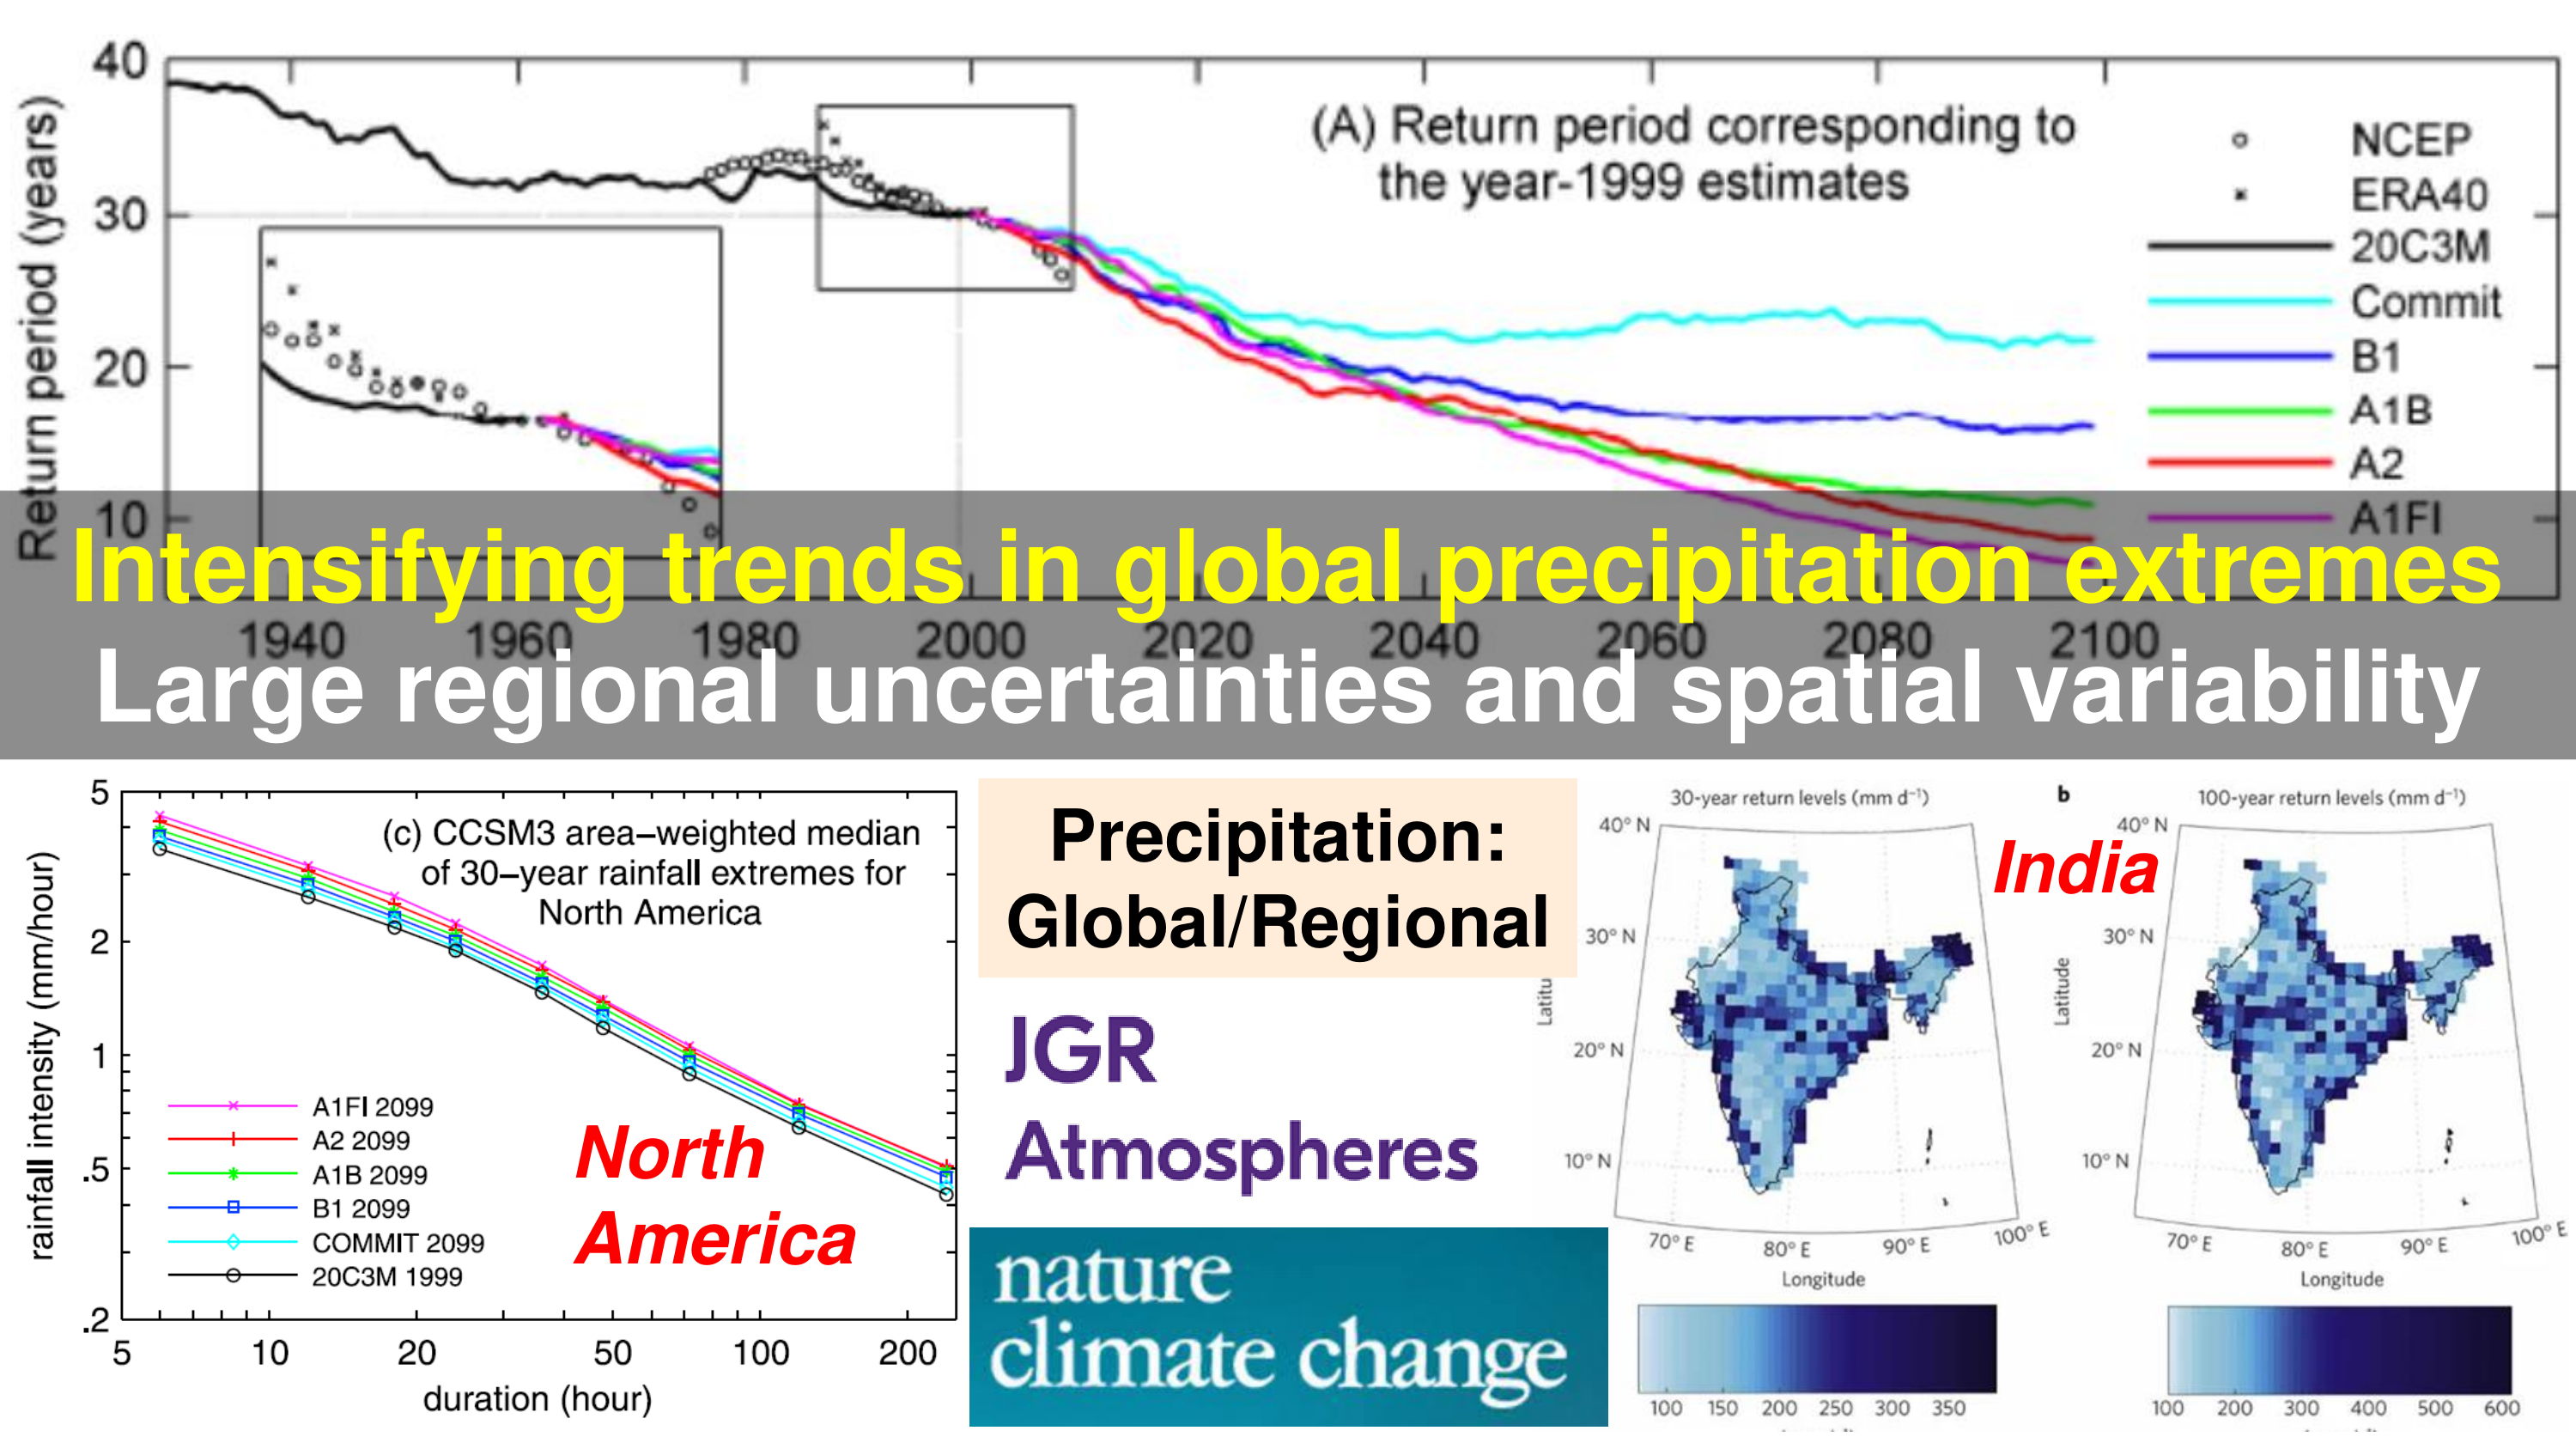 40
30
20
10
Return period (years)
(A) Return period corresponding to
the year-1999 estimates
NCEP
ERA40
20C3M
Commit
B1
A1B
A2
A1FI
Intensifying trends in global precipitation extremes
1940 1960 1980 2000 2020 2040 2060 2080 2100
Large regional uncertainties and spatial variability
5
2
1
.5
.2
rainfall intensity (mm/hour)
(c) CCSM3 area–weighted median
of 30–year rainfall extremes for
North America
A1FI 2099
A2 2099
A1B 2099
B1 2099
COMMIT 2099
20C3M 1999
North
America
5 10 20 50 100 200
duration (hour)
Precipitation:
Global/Regional
JGR
Atmospheres
nature
climate change
30-year return levels (mm d⁻¹)
40° N
30° N
20° N
10° N
Latitu
70° E 80° E 90° E 100° E
Longitude
100 150 200 250 300 350
India
b
100-year return levels (mm d⁻¹)
40° N
30° N
20° N
10° N
Latitude
70° E 80° E 90° E 100° E
Longitude
100 200 300 400 500 600